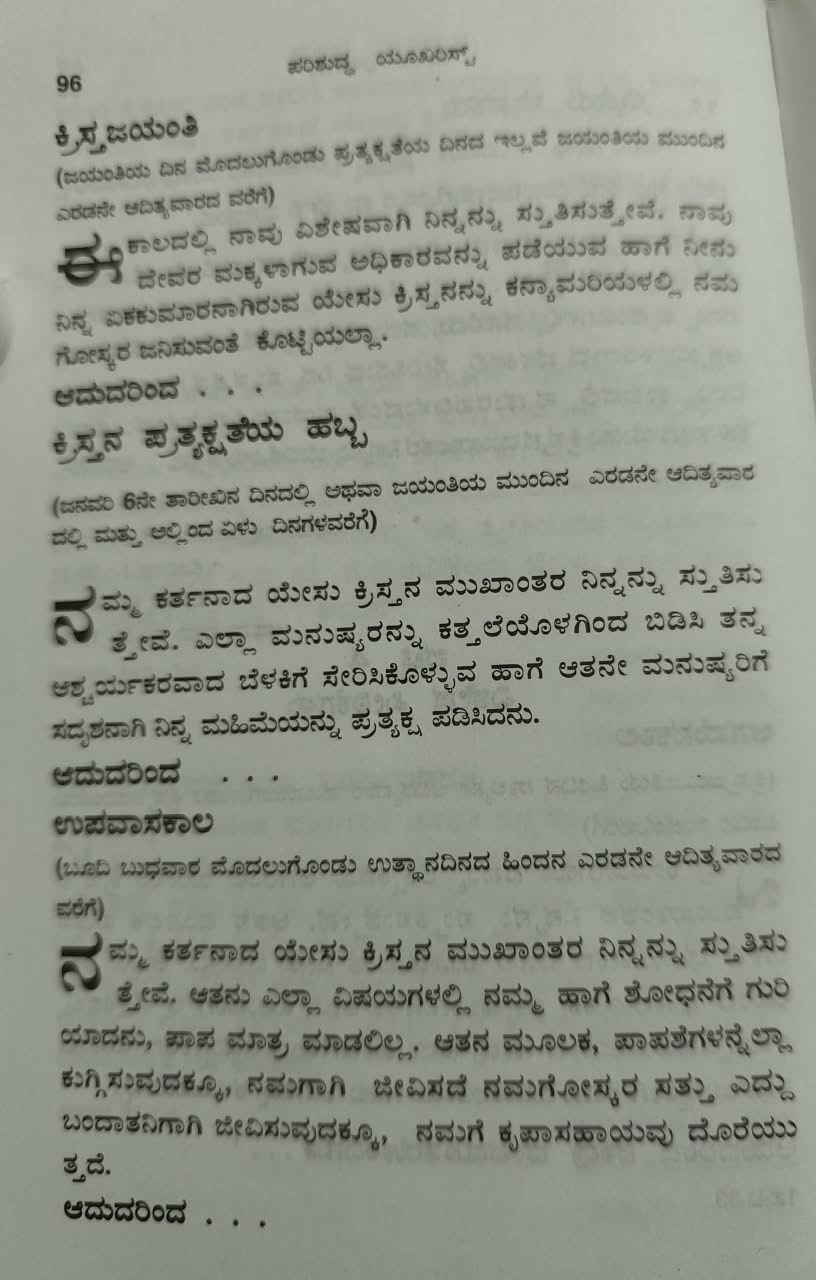 96
ಪರಿಶುದ್ಧ ಯೂಖರಿಸ್ಟ್
ಕ್ರಿಸ್ತಜಯಂತಿ
(ಜಯಂತಿಯ ದಿನ ಮೊದಲುಗೊಂಡು ಪ್ರತ್ಯಕ್ಷತೆಯ ದಿನದ ಇಲ್ಲವೆ ಜಯಂತಿಯ ಮುಂದಿನ
ಎರಡನೇ ಆದಿತ್ಯವಾರದ ವರೆಗೆ)
ಈ ಕಾಲದಲ್ಲಿ ನಾವು ವಿಶೇಷವಾಗಿ ನಿನ್ನನ್ನು ಸ್ತುತಿಸುತ್ತೇವೆ. ನಾವು
ದೇವರ ಮಕ್ಕಳಾಗುವ ಅಧಿಕಾರವನ್ನು ಪಡೆಯುವ ಹಾಗೆ ನೀನು
ನಿನ್ನ ಏಕಕುಮಾರನಾಗಿರುವ ಯೇಸು ಕ್ರಿಸ್ತನನ್ನು ಕನ್ಯಾಮರಿಯಳಲ್ಲಿ ನಮ
ಗೋಸ್ಕರ ಜನಿಸುವಂತೆ ಕೊಟ್ಟಿಯಲ್ಲಾ.
ಆದುದರಿಂದ . . .
ಕ್ರಿಸ್ತನ ಪ್ರತ್ಯಕ್ಷತೆಯ ಹಬ್ಬ
(ಜನವರಿ 6ನೇ ತಾರೀಖಿನ ದಿನದಲ್ಲಿ ಅಥವಾ ಜಯಂತಿಯ ಮುಂದಿನ ಎರಡನೇ ಆದಿತ್ಯವಾರ
ದಲ್ಲಿ ಮತ್ತು ಅಲ್ಲಿಂದ ಏಳು ದಿನಗಳವರೆಗೆ)
ನಮ್ಮ ಕರ್ತನಾದ ಯೇಸು ಕ್ರಿಸ್ತನ ಮುಖಾಂತರ ನಿನ್ನನ್ನು ಸ್ತುತಿಸು
ತ್ತೇವೆ. ಎಲ್ಲಾ ಮನುಷ್ಯರನ್ನು ಕತ್ತಲೆಯೊಳಗಿಂದ ಬಿಡಿಸಿ ತನ್ನ
ಆಶ್ಚರ್ಯಕರವಾದ ಬೆಳಕಿಗೆ ಸೇರಿಸಿಕೊಳ್ಳುವ ಹಾಗೆ ಆತನೇ ಮನುಷ್ಯರಿಗೆ
ಸದೃಶನಾಗಿ ನಿನ್ನ ಮಹಿಮೆಯನ್ನು ಪ್ರತ್ಯಕ್ಷ ಪಡಿಸಿದನು.
ಆದುದರಿಂದ . . .
ಉಪವಾಸಕಾಲ
(ಬೂದಿ ಬುಧವಾರ ಮೊದಲುಗೊಂಡು ಉತ್ಥಾನದಿನದ ಹಿಂದನ ಎರಡನೇ ಆದಿತ್ಯವಾರದ
ವರೆಗೆ)
ನಮ್ಮ ಕರ್ತನಾದ ಯೇಸು ಕ್ರಿಸ್ತನ ಮುಖಾಂತರ ನಿನ್ನನ್ನು ಸ್ತುತಿಸು
ತ್ತೇವೆ. ಆತನು ಎಲ್ಲಾ ವಿಷಯಗಳಲ್ಲಿ ನಮ್ಮ ಹಾಗೆ ಶೋಧನೆಗೆ ಗುರಿ
ಯಾದನು, ಪಾಪ ಮಾತ್ರ ಮಾಡಲಿಲ್ಲ. ಆತನ ಮೂಲಕ, ಪಾಪಶೆಗಳನ್ನೆಲ್ಲಾ
ಕುಗ್ಗಿಸುವುದಕ್ಕೂ, ನಮಗಾಗಿ ಜೀವಿಸದೆ ನಮಗೋಸ್ಕರ ಸತ್ತು ಎದ್ದು
ಬಂದಾತನಿಗಾಗಿ ಜೀವಿಸುವುದಕ್ಕೂ, ನಮಗೆ ಕೃಪಾಸಹಾಯವು ದೊರೆಯು
ತ್ತದೆ.
ಆದುದರಿಂದ . . .